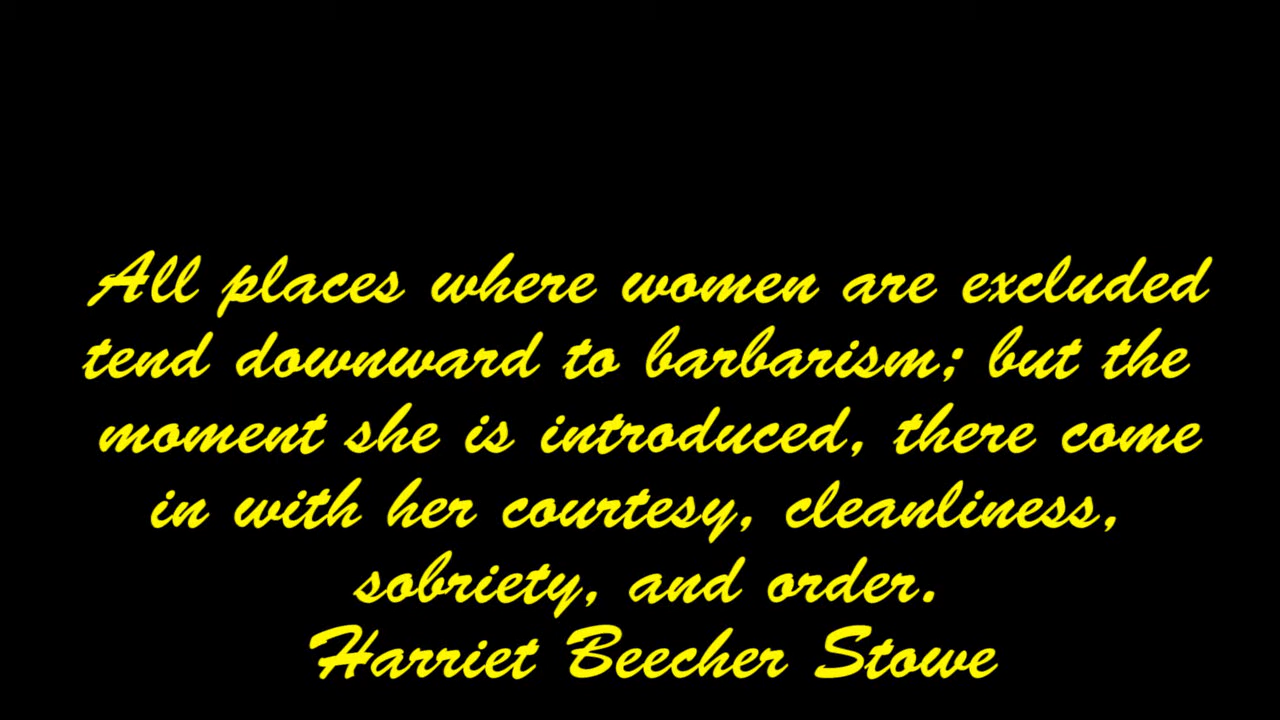 All places where women are excluded
tend downward to barbarism; but the
moment she is introduced, there come
in with her courtesy, cleanliness,
sobriety, and order.
Harriet Beecher Stowe